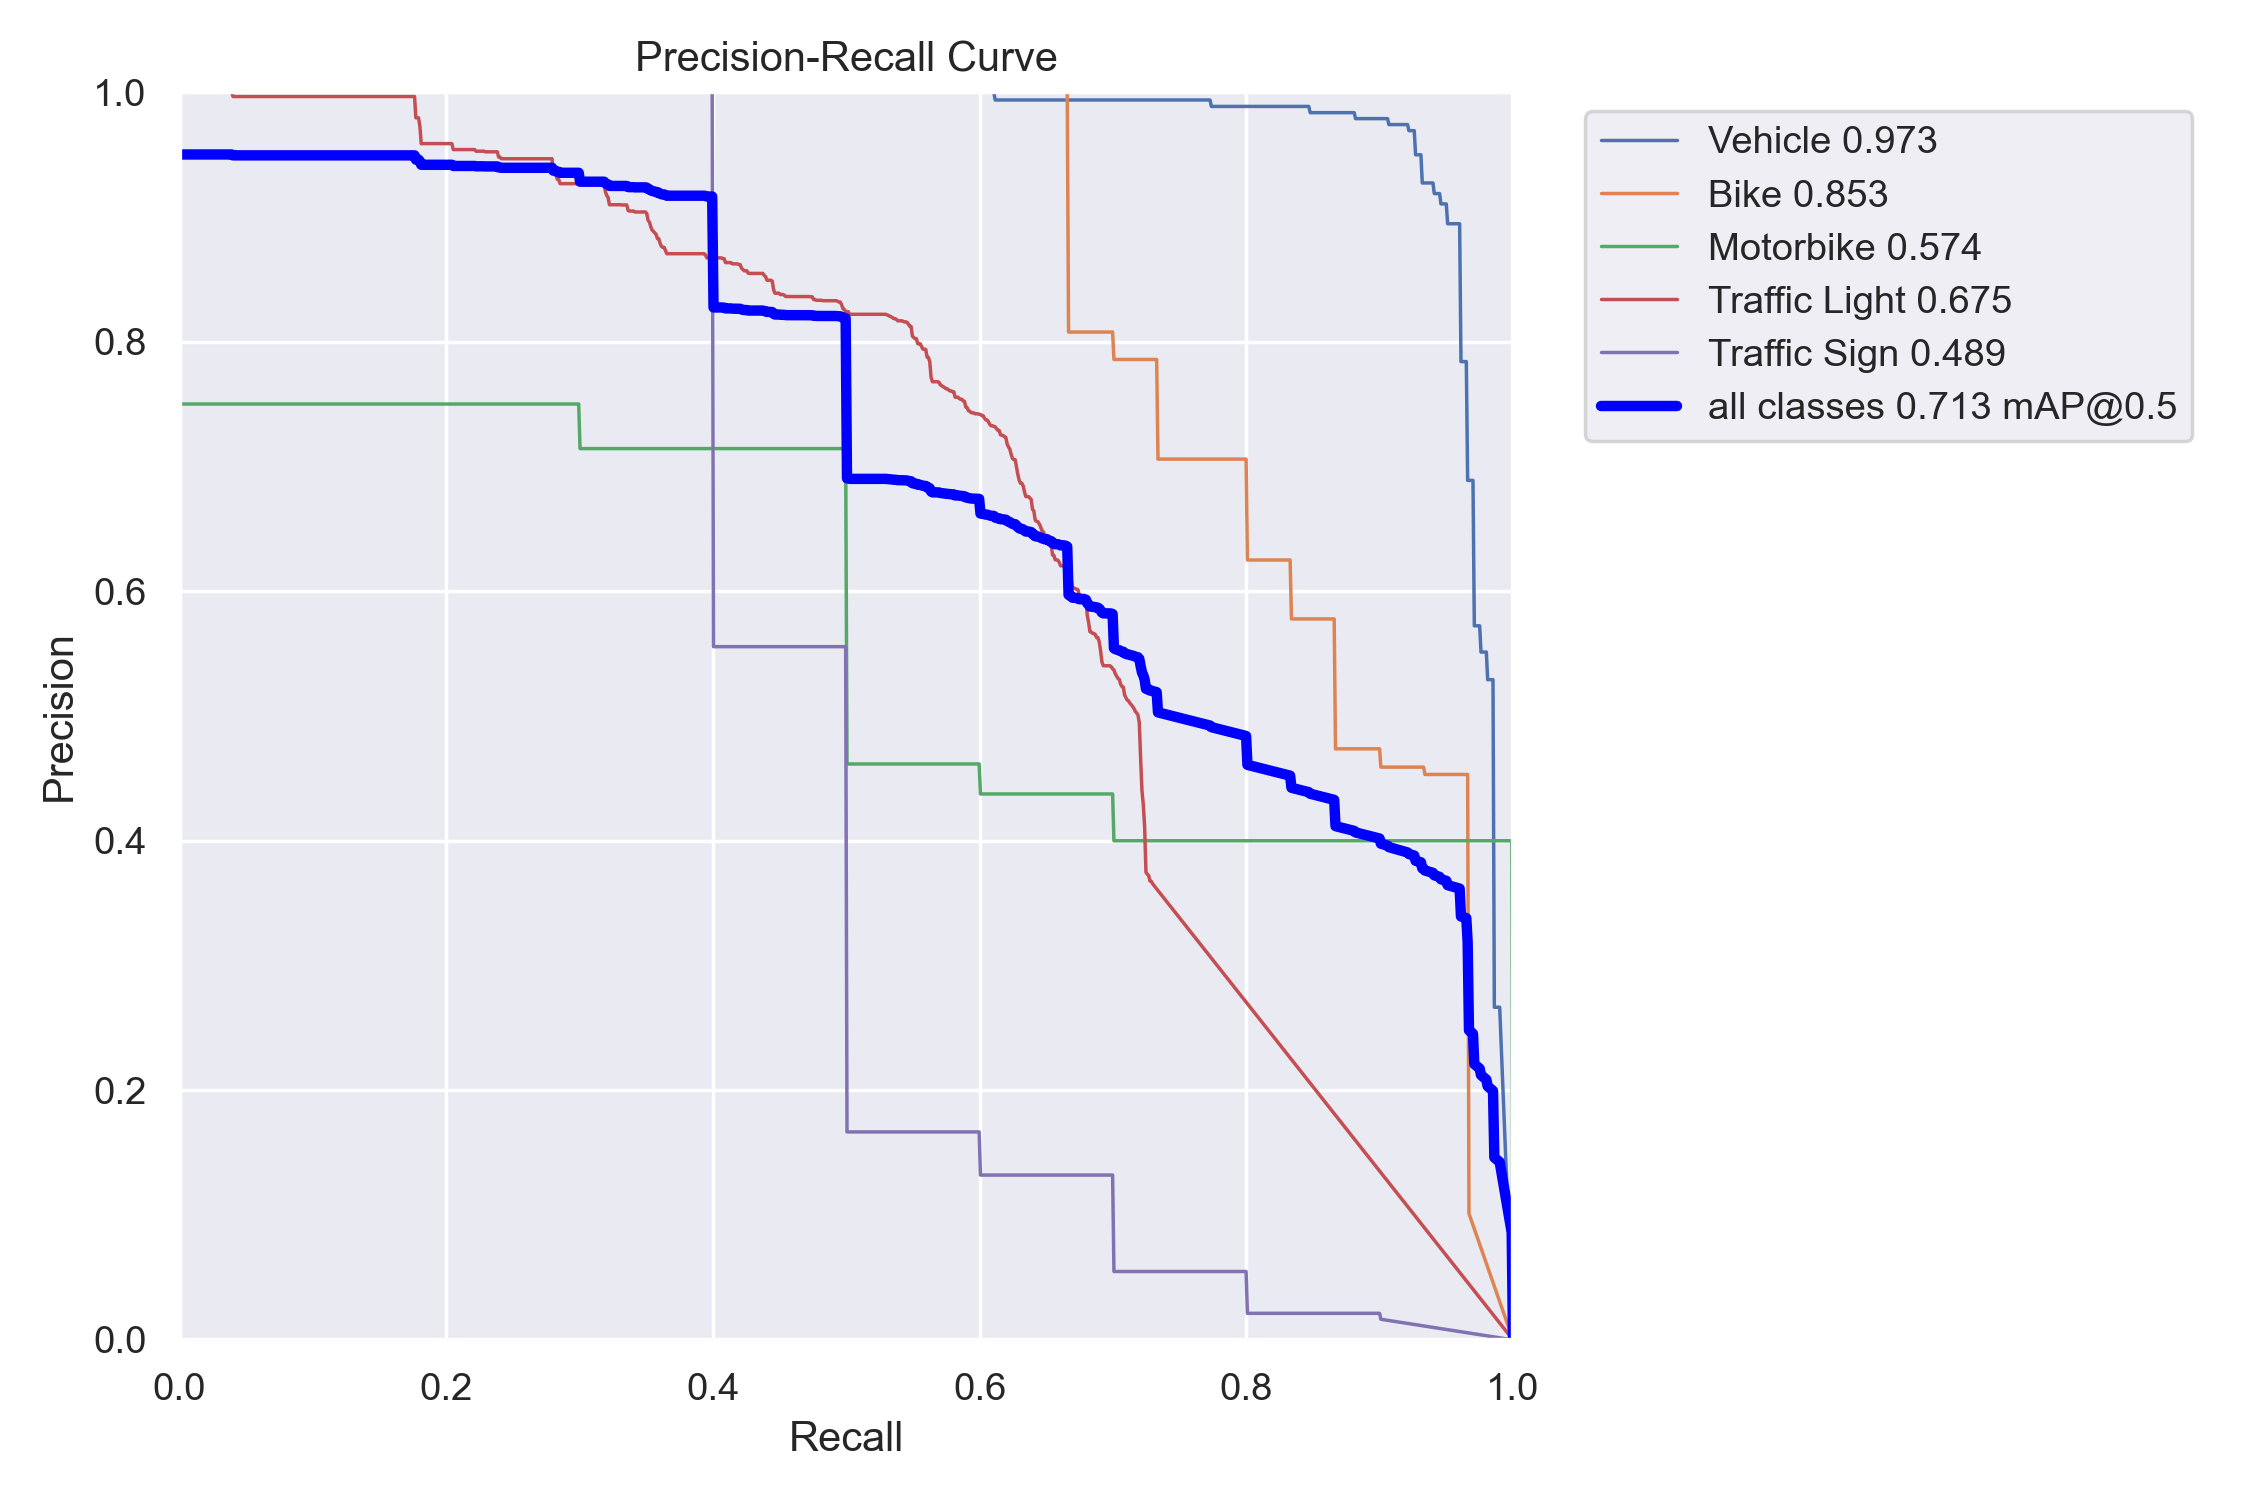 Precision-Recall Curve
1.0
0.8
0.6
0.4
0.2
0.0
Precision
0.0 0.2 0.4 0.6 0.8 1.0
Recall
Vehicle 0.973
Bike 0.853
Motorbike 0.574
Traffic Light 0.675
Traffic Sign 0.489
all classes 0.713 mAP@0.5